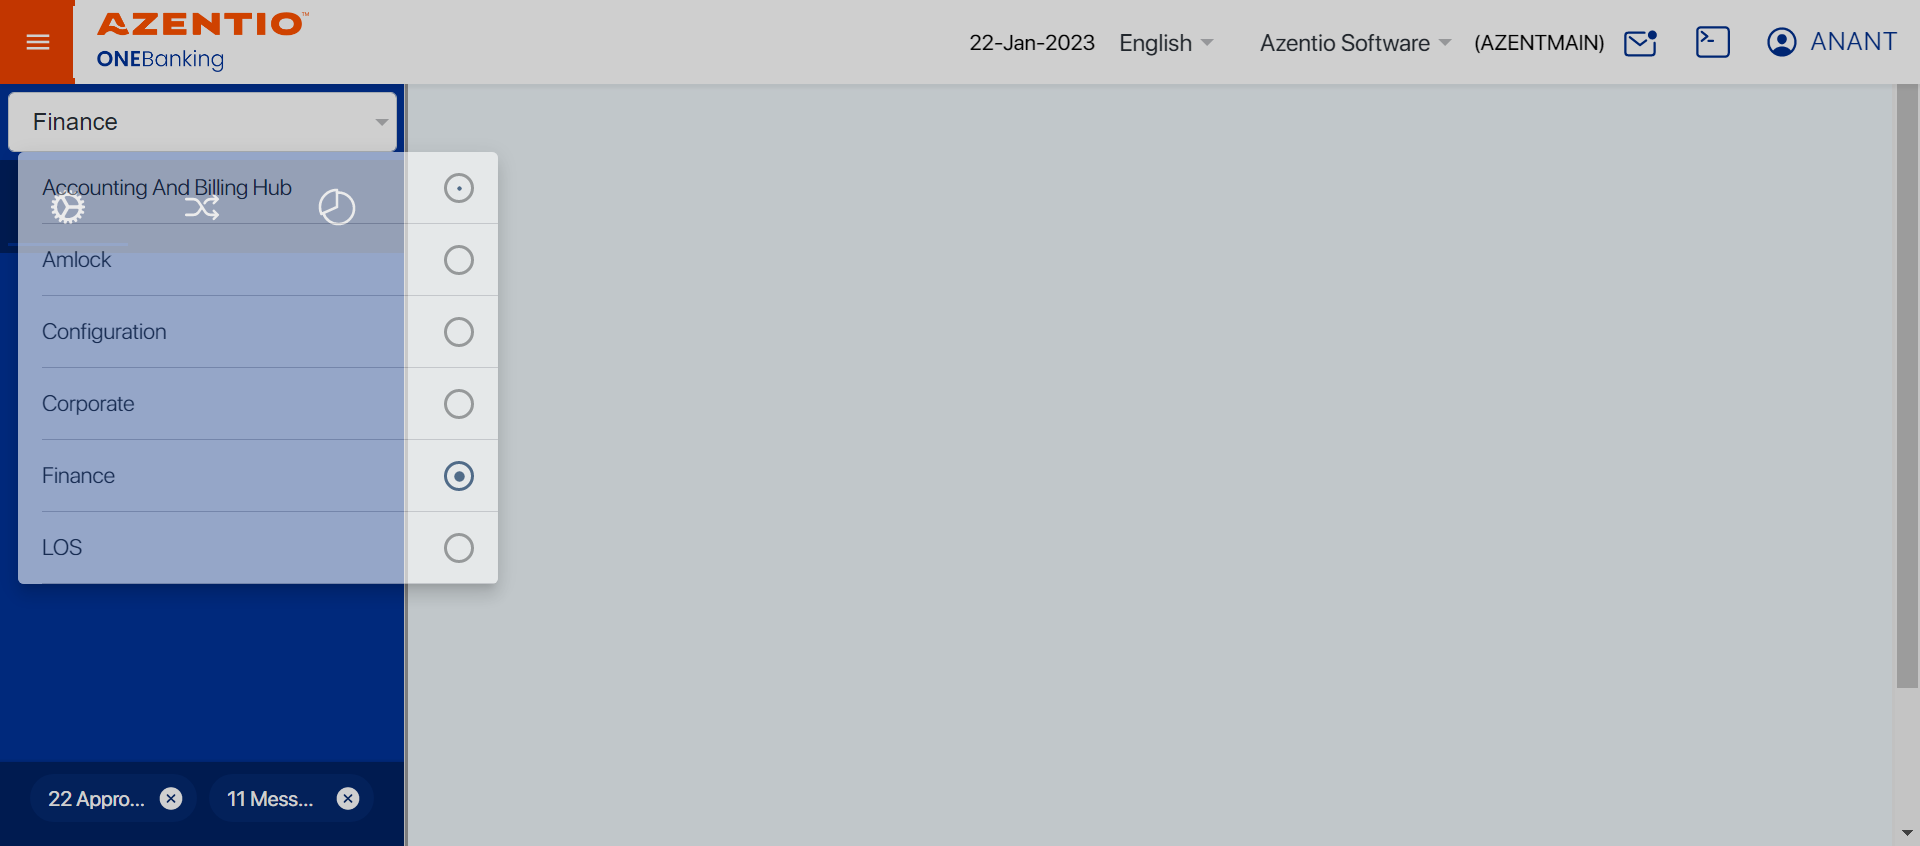 AZENTIO™
ONEBanking
22-Jan-2023 English Azentio Software (AZENTMAIN) ANANT
Finance
Accounting And Billing Hub
Amlock
Configuration
Corporate
Finance
LOS
22 Appro... 11 Mess...